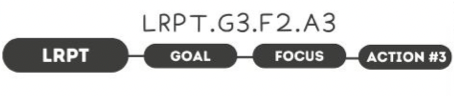 LRPT.G3.F2.A3
LRPT GOAL FOCUS ACTION #3